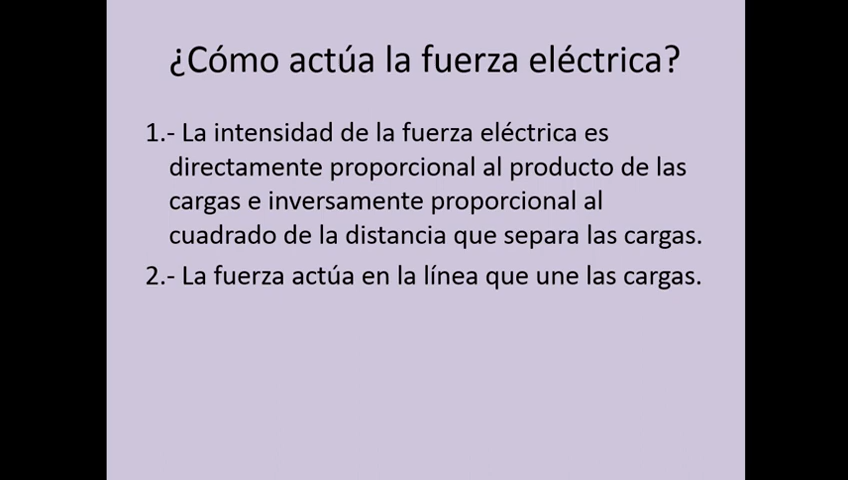 ¿Cómo actúa la fuerza eléctrica?
1.- La intensidad de la fuerza eléctrica es
directamente proporcional al producto de las
cargas e inversamente proporcional al
cuadrado de la distancia que separa las cargas.
2.- La fuerza actúa en la línea que une las cargas.